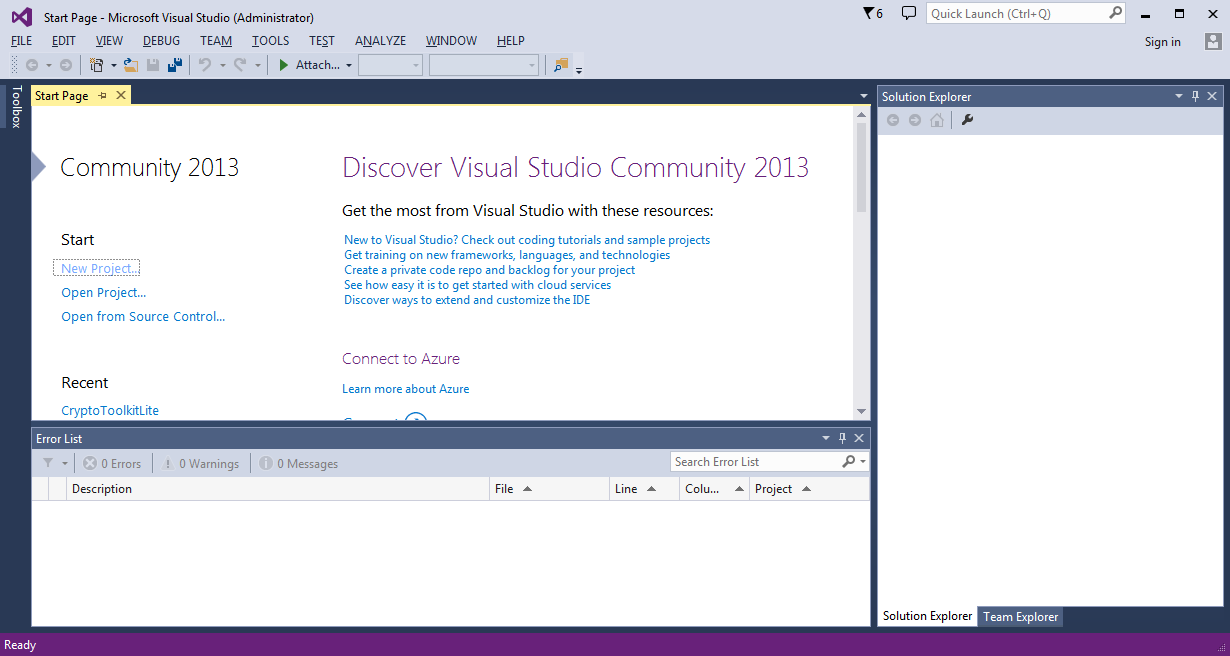 Start Page - Microsoft Visual Studio (Administrator)
6
Quick Launch (Ctrl+Q)
FILE EDIT VIEW DEBUG TEAM TOOLS TEST ANALYZE WINDOW HELP
Sign in
Attach...
Toolbox
Start Page
Community 2013
Start
New Project...
Open Project...
Open from Source Control...
Recent
CryptoToolkitLite
Discover Visual Studio Community 2013
Get the most from Visual Studio with these resources:
New to Visual Studio? Check out coding tutorials and sample projects
Get training on new frameworks, languages, and technologies
Create a private code repo and backlog for your project
See how easy it is to get started with cloud services
Discover ways to extend and customize the IDE
Connect to Azure
Learn more about Azure
Solution Explorer
Error List
0 Errors 0 Warnings 0 Messages
Search Error List
Description File Line Colu... Project
Solution Explorer Team Explorer
Ready